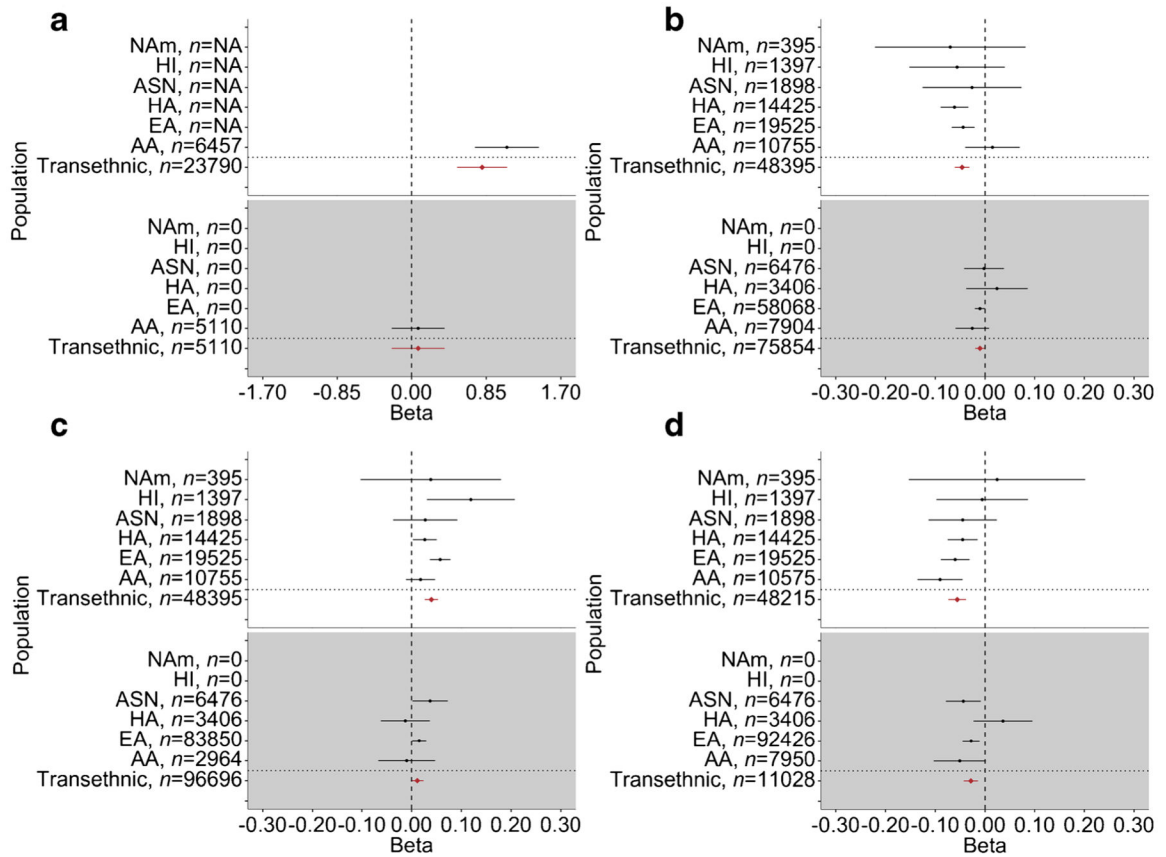 a
NAm, n=NA
HI, n=NA
ASN, n=NA
HA, n=NA
EA, n=NA
AA, n=6457
Transethnic, n=23790
Population
NAm, n=0
HI, n=0
ASN, n=0
HA, n=0
EA, n=0
AA, n=5110
Transethnic, n=5110
-1.70 -0.85 0.00 0.85 1.70
Beta
b
NAm, n=395
HI, n=1397
ASN, n=1898
HA, n=14425
EA, n=19525
AA, n=10755
Transethnic, n=48395
Population
NAm, n=0
HI, n=0
ASN, n=6476
HA, n=3406
EA, n=58068
AA, n=7904
Transethnic, n=75854
-0.30 -0.20 -0.10 0.00 0.10 0.20 0.30
Beta
c
NAm, n=395
HI, n=1397
ASN, n=1898
HA, n=14425
EA, n=19525
AA, n=10755
Transethnic, n=48395
Population
NAm, n=0
HI, n=0
ASN, n=6476
HA, n=3406
EA, n=83850
AA, n=2964
Transethnic, n=96696
-0.30 -0.20 -0.10 0.00 0.10 0.20 0.30
Beta
d
NAm, n=395
HI, n=1397
ASN, n=1898
HA, n=14425
EA, n=19525
AA, n=10575
Transethnic, n=48215
Population
NAm, n=0
HI, n=0
ASN, n=6476
HA, n=3406
EA, n=92426
AA, n=7950
Transethnic, n=11028
-0.30 -0.20 -0.10 0.00 0.10 0.20 0.30
Beta